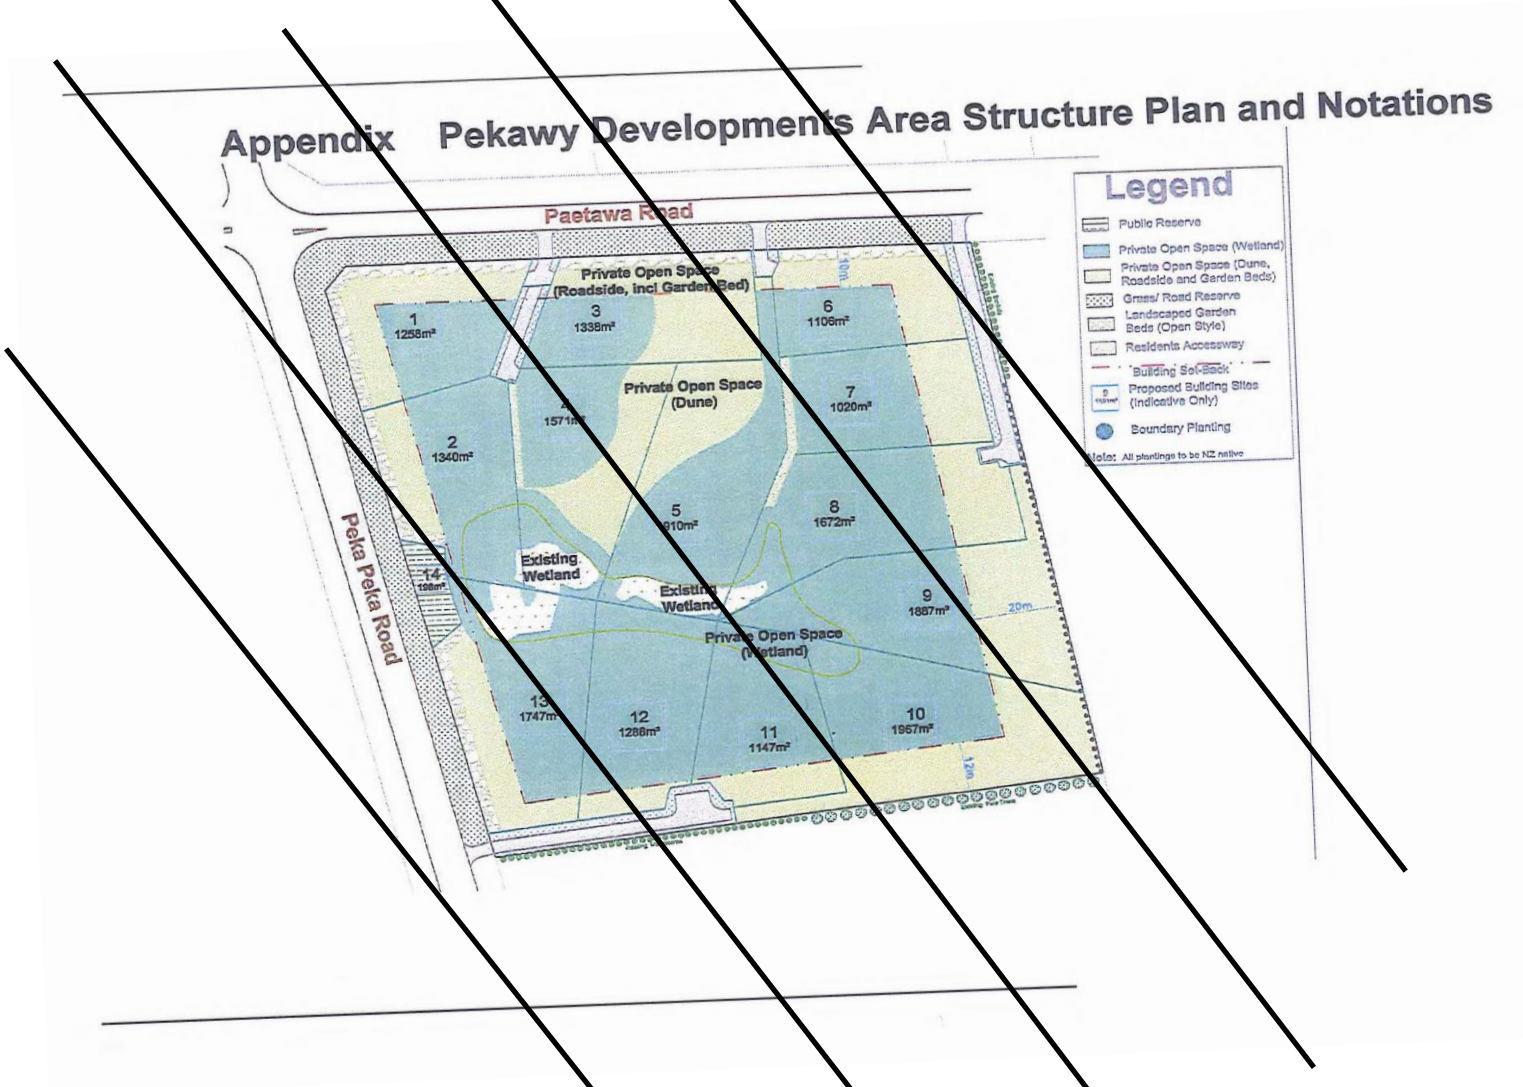 Appendix Pekawy Developments Area Structure Plan and Notations
Paetawa Road
Peka Peka Road
Private Open Space
(Roadside, incl Garden Bed)
10m
1
1258m²
3
1338m²
6
1106m²
Private Open Space
(Dune)
4
1571m²
7
1020m²
2
1340m²
5
910m²
8
1672m²
Existing
Wetland
14
198m²
Existing
Wetland
9
1887m²
20m
Private Open Space
(Wetland)
13
1747m²
12
1288m²
11
1147m²
10
1967m²
12m
Legend
Public Reserve
Private Open Space (Wetland)
Private Open Space (Dune,
Roadside and Garden Beds)
Grass/ Road Reserve
Landscaped Garden
Beds (Open Style)
Residents Accessway
Building Set-Back
Proposed Building Sites
(Indicative Only)
Boundary Planting
Note: All plantings to be NZ native